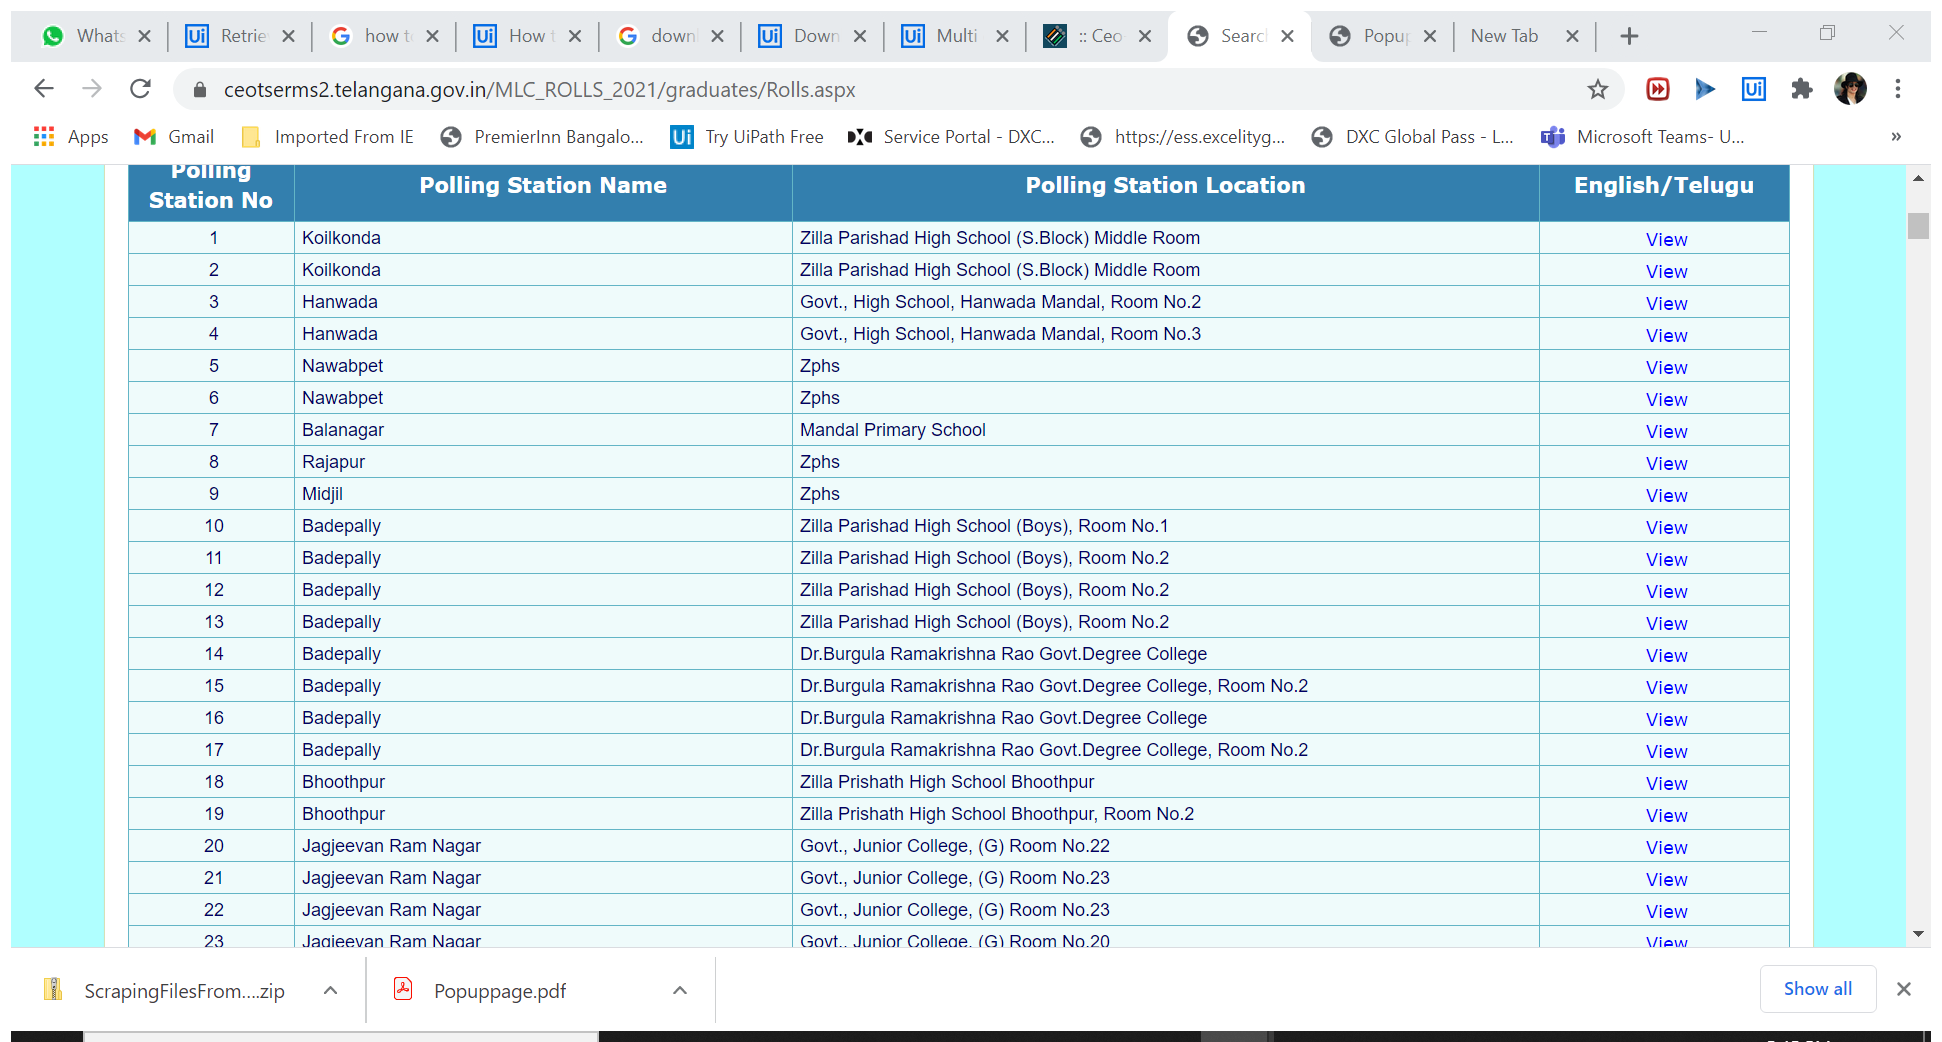 Whats Retrie how to How t downl Down Multi :: Ceo Searc Popup New Tab
ceotserms2.telangana.gov.in/MLC_ROLLS_2021/graduates/Rolls.aspx
Apps Gmail Imported From IE PremierInn Bangalo... Try UiPath Free Service Portal - DXC... https://ess.excelityg... DXC Global Pass - L... Microsoft Teams- U... »
Polling Station No Polling Station Name Polling Station Location English/Telugu
1 Koilkonda Zilla Parishad High School (S.Block) Middle Room View
2 Koilkonda Zilla Parishad High School (S.Block) Middle Room View
3 Hanwada Govt., High School, Hanwada Mandal, Room No.2 View
4 Hanwada Govt., High School, Hanwada Mandal, Room No.3 View
5 Nawabpet Zphs View
6 Nawabpet Zphs View
7 Balanagar Mandal Primary School View
8 Rajapur Zphs View
9 Midjil Zphs View
10 Badepally Zilla Parishad High School (Boys), Room No.1 View
11 Badepally Zilla Parishad High School (Boys), Room No.2 View
12 Badepally Zilla Parishad High School (Boys), Room No.2 View
13 Badepally Zilla Parishad High School (Boys), Room No.2 View
14 Badepally Dr.Burgula Ramakrishna Rao Govt.Degree College View
15 Badepally Dr.Burgula Ramakrishna Rao Govt.Degree College, Room No.2 View
16 Badepally Dr.Burgula Ramakrishna Rao Govt.Degree College View
17 Badepally Dr.Burgula Ramakrishna Rao Govt.Degree College, Room No.2 View
18 Bhoothpur Zilla Prishath High School Bhoothpur View
19 Bhoothpur Zilla Prishath High School Bhoothpur, Room No.2 View
20 Jagjeevan Ram Nagar Govt., Junior College, (G) Room No.22 View
21 Jagjeevan Ram Nagar Govt., Junior College, (G) Room No.23 View
22 Jagjeevan Ram Nagar Govt., Junior College, (G) Room No.23 View
23 Jagjeevan Ram Nagar Govt., Junior College, (G) Room No.20 View
ScrapingFilesFrom....zip Popuppage.pdf Show all